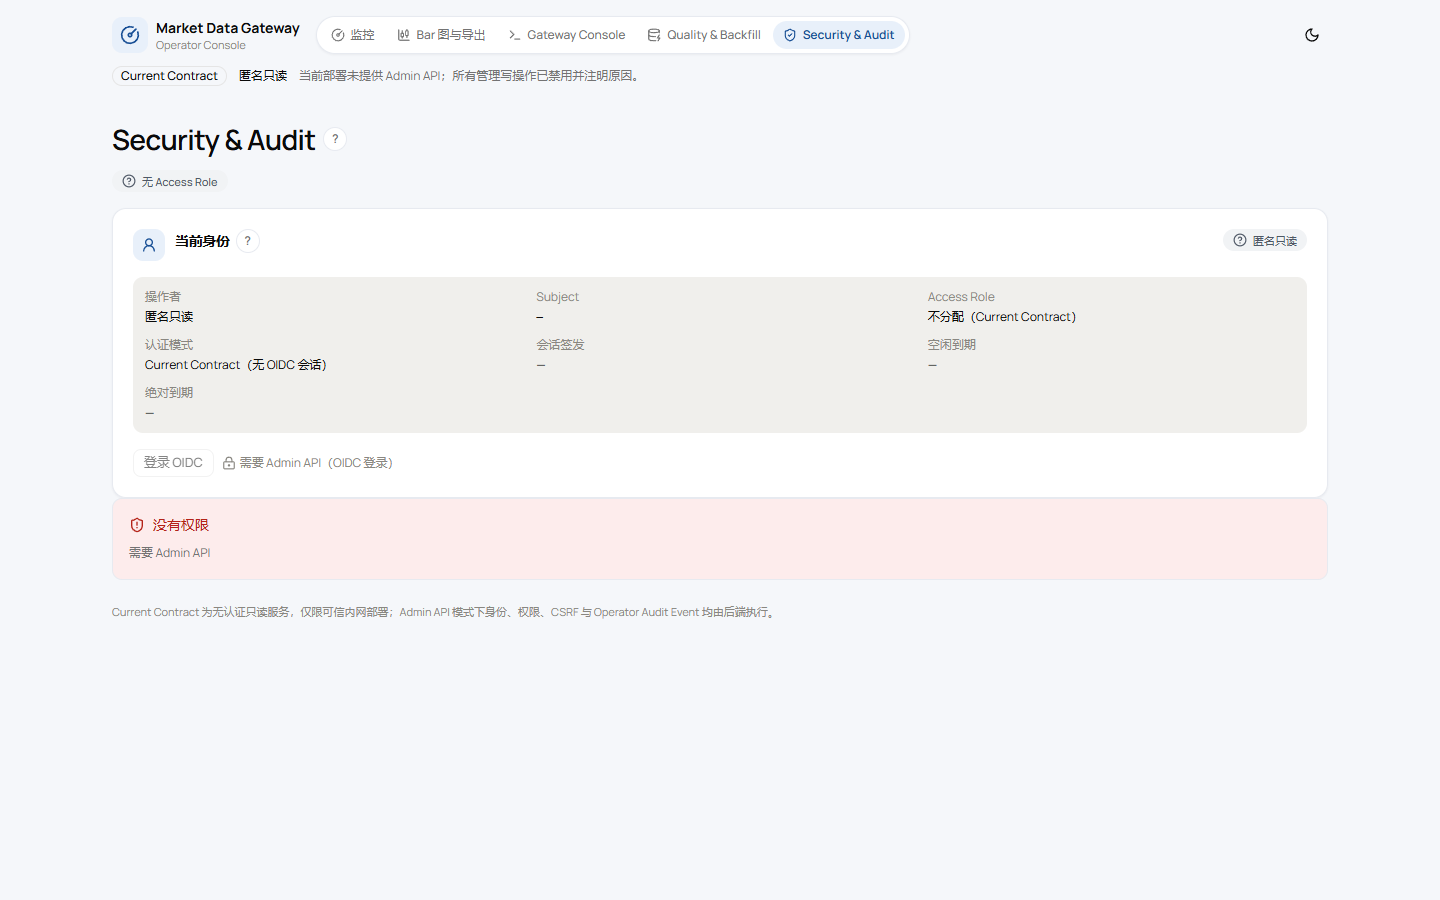 Market Data Gateway
Operator Console
监控
Bar 图与导出
Gateway Console
Quality & Backfill
Security & Audit
Current Contract
匿名只读
当前部署未提供 Admin API；所有管理写操作已禁用并注明原因。
Security & Audit ?
无 Access Role
当前身份 ?
匿名只读
操作者
匿名只读
Subject
—
Access Role
不分配（Current Contract）
认证模式
Current Contract（无 OIDC 会话）
会话签发
—
空闲到期
—
绝对到期
—
登录 OIDC
需要 Admin API（OIDC 登录）
没有权限
需要 Admin API
Current Contract 为无认证只读服务，仅限可信内网部署；Admin API 模式下身份、权限、CSRF 与 Operator Audit Event 均由后端执行。